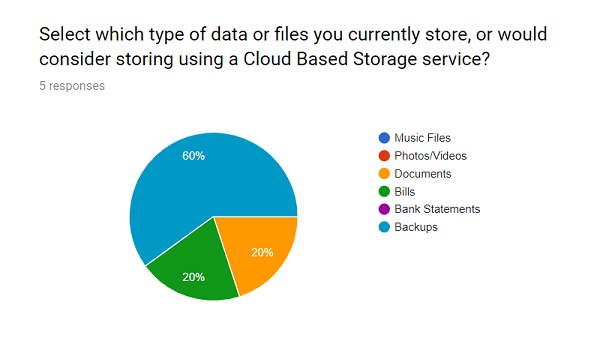 Select which type of data or files you currently store, or would
consider storing using a Cloud Based Storage service?
5 responses
60%
20%
20%
Music Files
Photos/Videos
Documents
Bills
Bank Statements
Backups